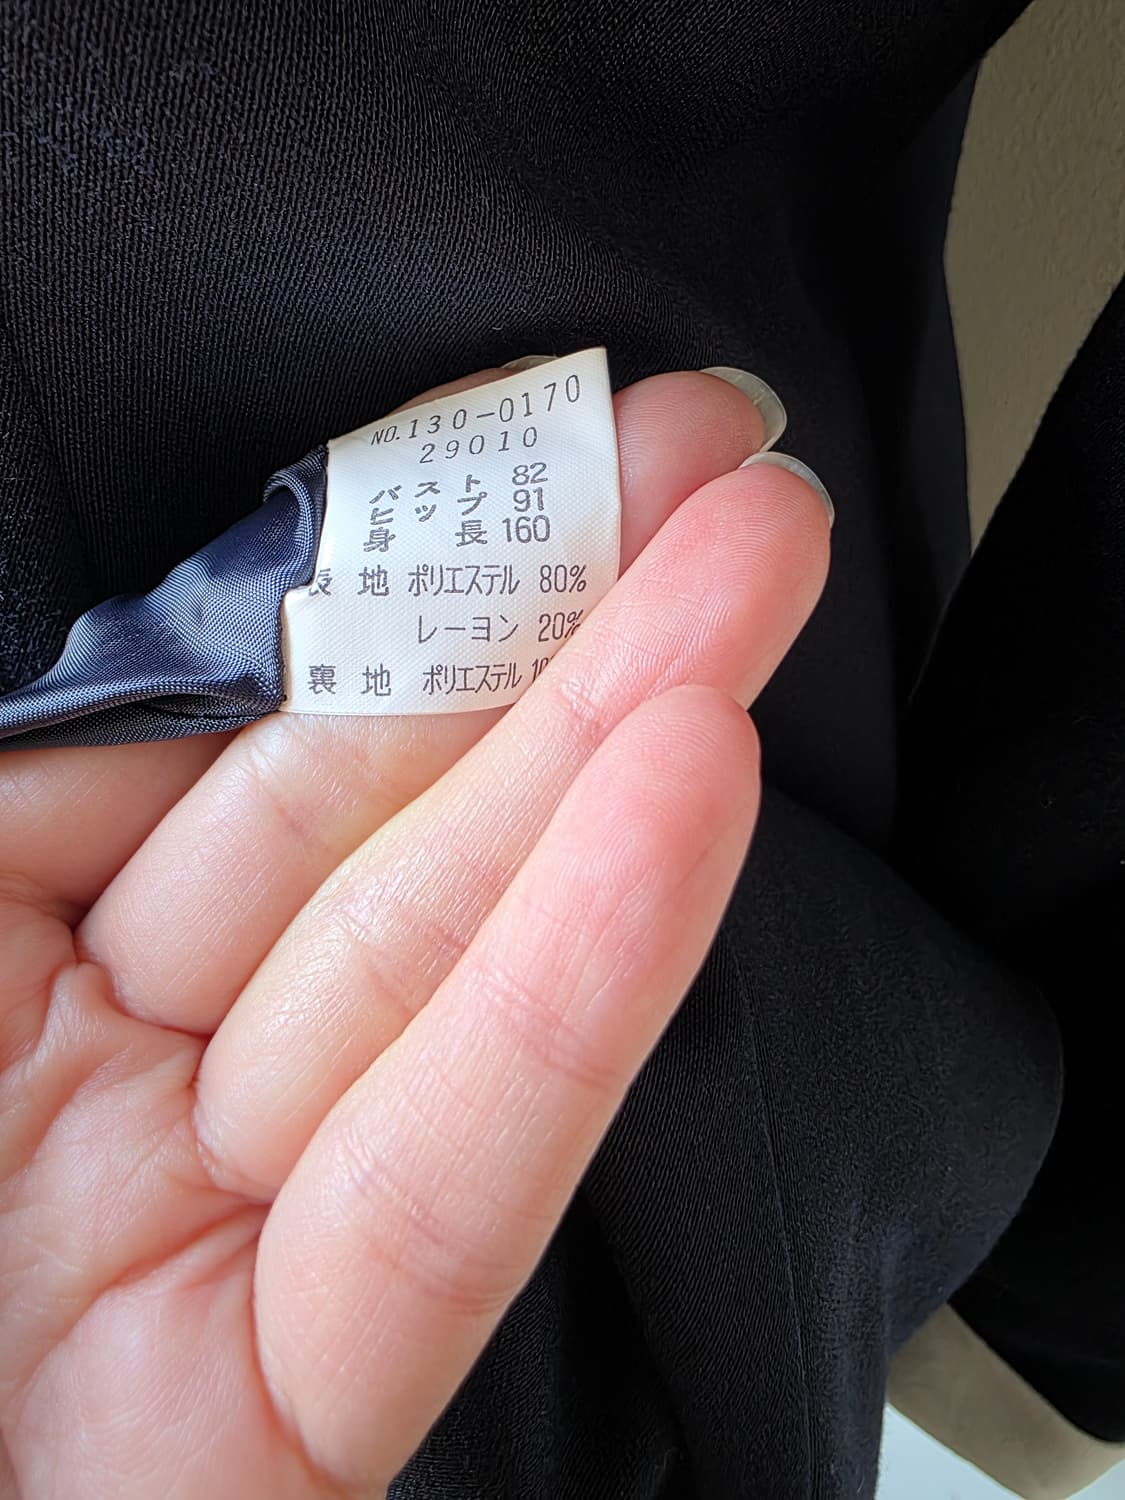 NO.130-0170
29010
バスト 82
ヒップ 91
身長 160
表地 ポリエステル 80%
レーヨン 20%
裏地 ポリエステル